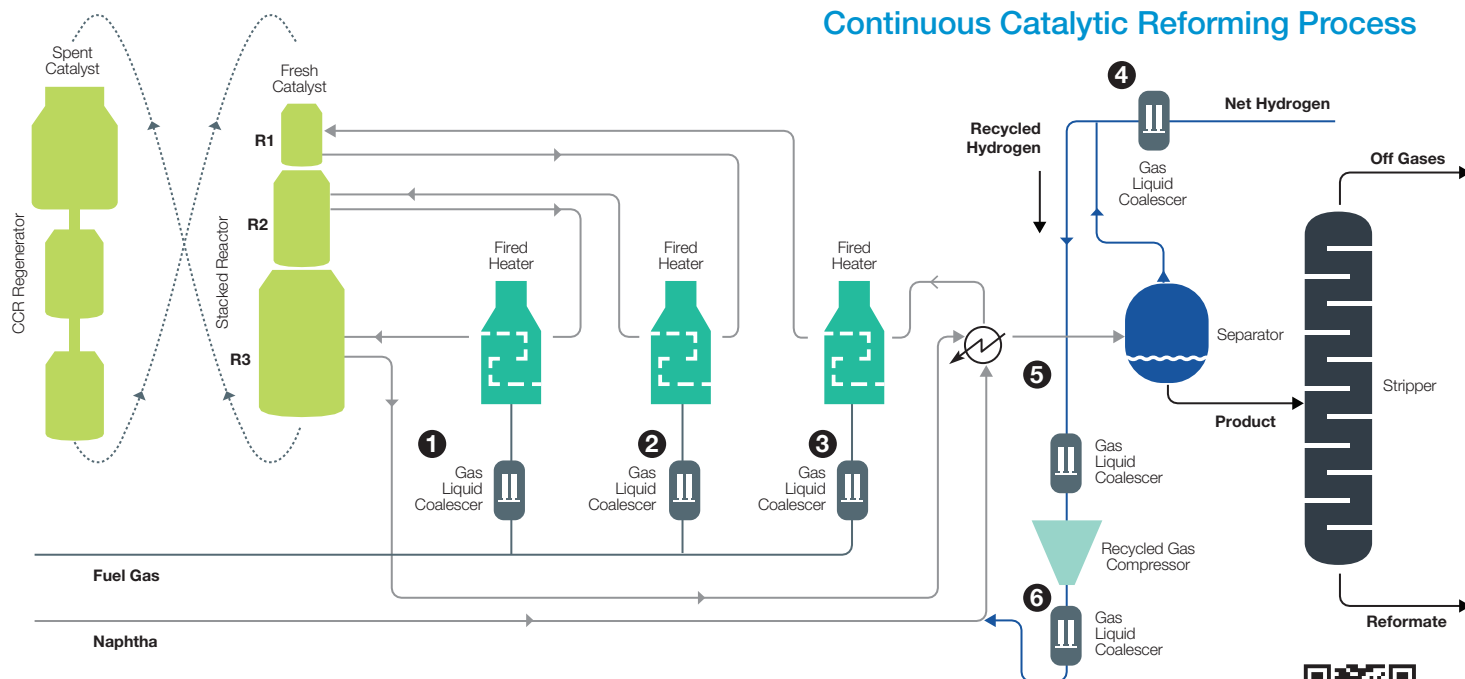 Continuous Catalytic Reforming Process
Spent
Catalyst
Fresh
Catalyst
CCR Regenerator
Stacked Reactor
R1
R2
R3
Fired
Heater
Fired
Heater
Fired
Heater
4
Net Hydrogen
Recycled
Hydrogen
Gas
Liquid
Coalescer
Off Gases
Separator
Stripper
5
Product
1
Gas
Liquid
Coalescer
2
Gas
Liquid
Coalescer
3
Gas
Liquid
Coalescer
Gas
Liquid
Coalescer
Recycled Gas
Compressor
Fuel Gas
6
Gas
Liquid
Coalescer
Naphtha
Reformate